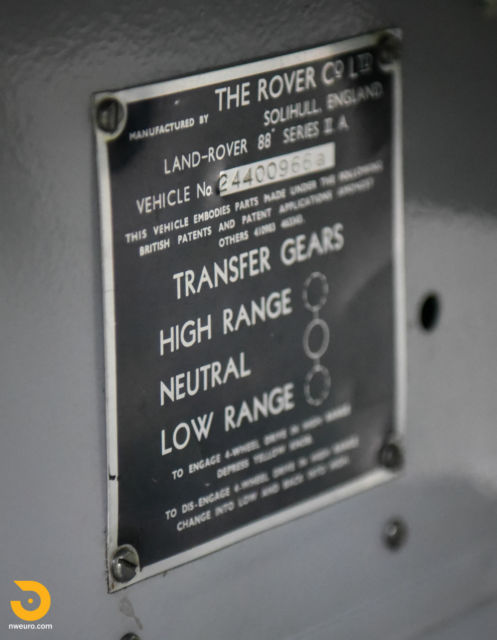 MANUFACTURED BY THE ROVER Co LTD
SOLIHULL, ENGLAND
LAND-ROVER 88" SERIES II A
VEHICLE No 24400966a
THIS VEHICLE EMBODIES PARTS MADE UNDER THE FOLLOWING
BRITISH PATENTS AND PATENT APPLICATIONS AMONGST
OTHERS
TRANSFER GEARS
HIGH RANGE
NEUTRAL
LOW RANGE
TO ENGAGE 4-WHEEL DRIVE IN HIGH RANGE
DEPRESS YELLOW KNOB
TO DIS-ENGAGE 4-WHEEL DRIVE IN HIGH RANGE
CHANGE INTO LOW AND BACK INTO HIGH
nweuro.com